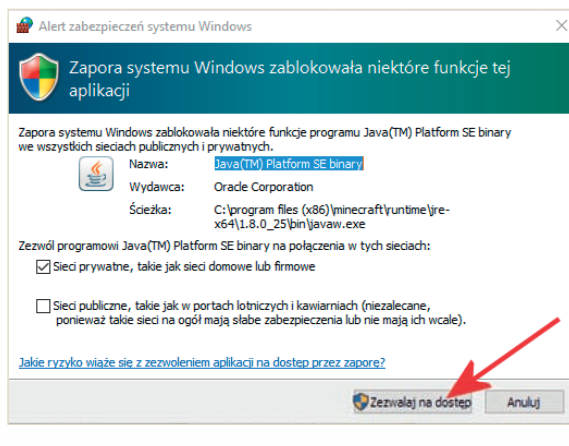 Alert zabezpieczeń systemu Windows
Zapora systemu Windows zablokowała niektóre funkcje tej
aplikacji
Zapora systemu Windows zablokowała niektóre funkcje programu Java(TM) Platform SE binary
we wszystkich sieciach publicznych i prywatnych.
Nazwa: Java(TM) Platform SE binary
Wydawca: Oracle Corporation
Ścieżka: C:\program files (x86)\minecraft\runtime\jre-
x64\1.8.0_25\bin\javaw.exe
Zezwól programowi Java(TM) Platform SE binary na połączenia w tych sieciach:
Sieci prywatne, takie jak sieci domowe lub firmowe
Sieci publiczne, takie jak w portach lotniczych i kawiarniach (niezalecane,
ponieważ takie sieci na ogół mają słabe zabezpieczenia lub nie mają ich wcale).
Jakie ryzyko wiąże się z zezwoleniem aplikacji na dostęp przez zaporę?
Zezwalaj na dostęp Anuluj